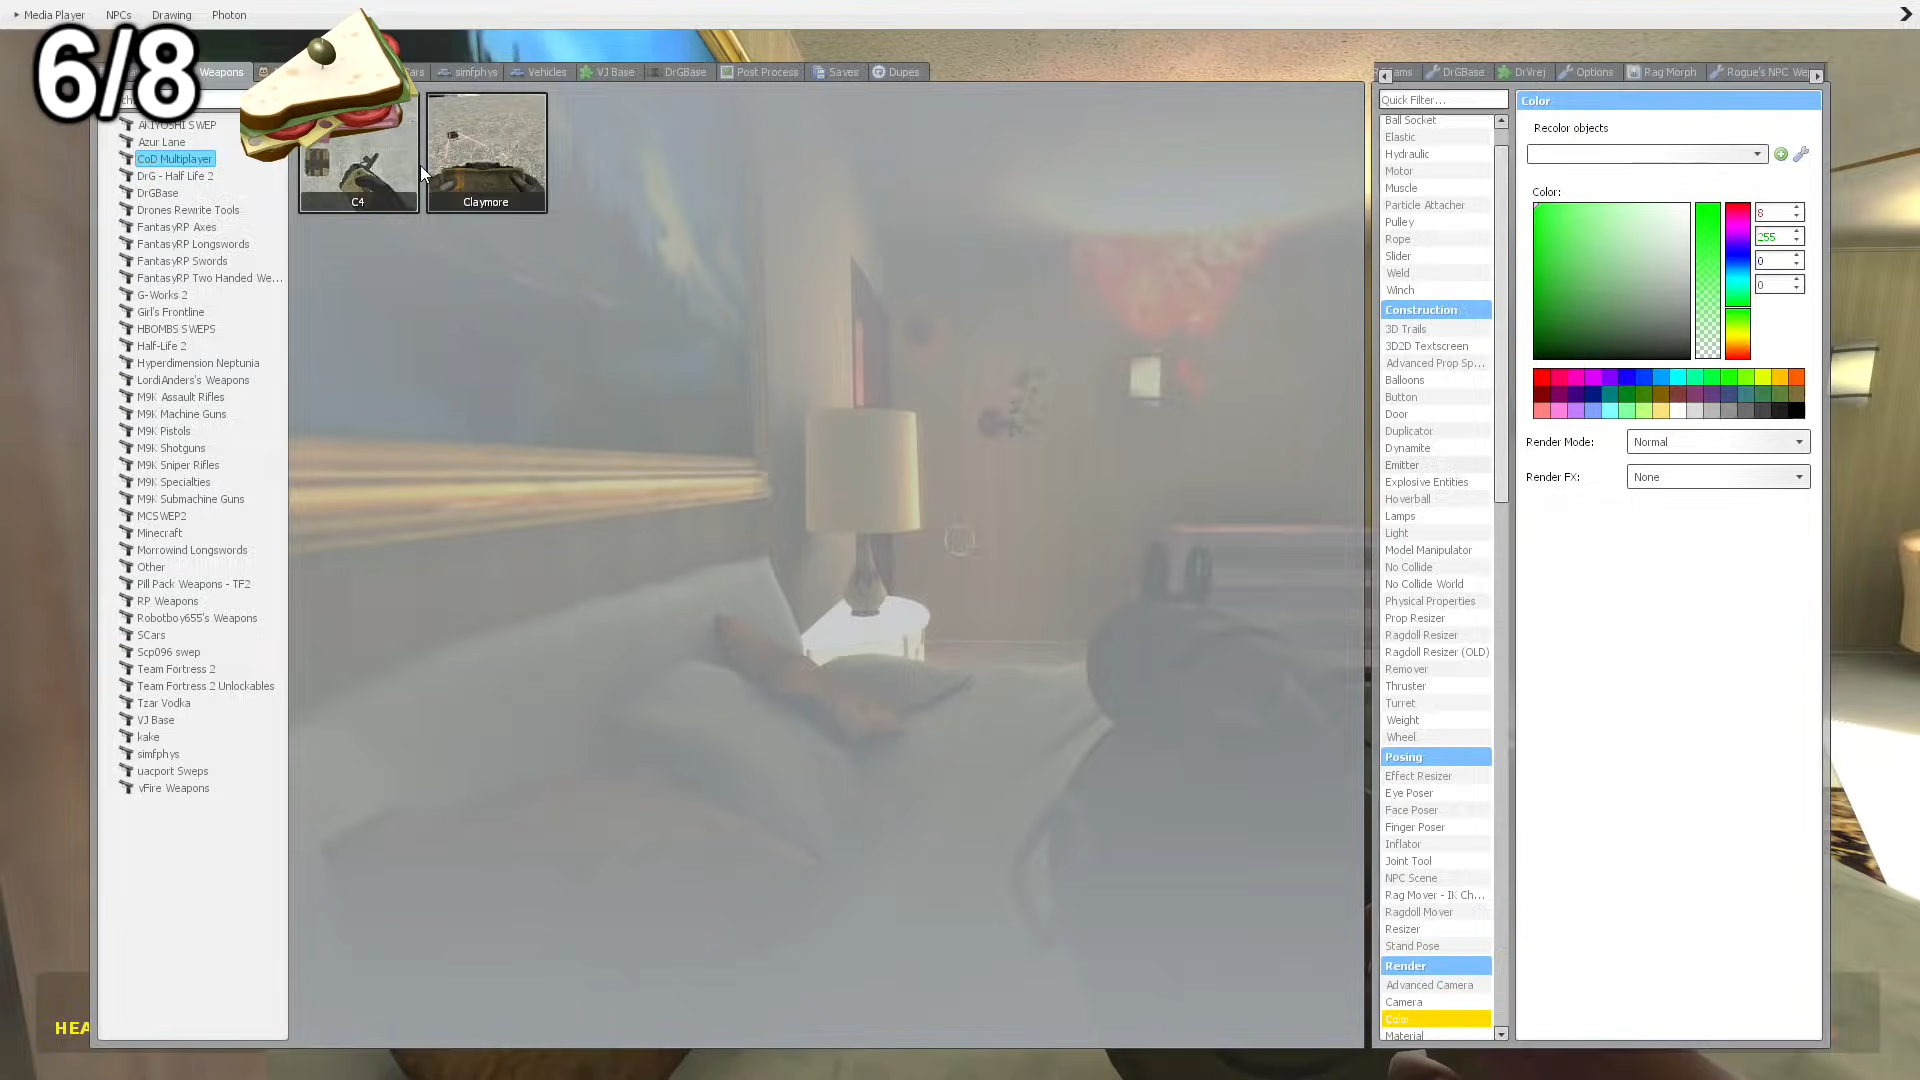 Media Player
NPCs
Drawing
Photon
6/8
Weapons
simfphys
Vehicles
VJ Base
DrGBase
Post Process
Saves
Dupes
DrGBase
DrVrej
Options
Rag Morph
Rogue's NPC We
AKIYOSHI SWEP
Azur Lane
CoD Multiplayer
DrG - Half Life 2
DrGBase
Drones Rewrite Tools
FantasyRP Axes
FantasyRP Longswords
FantasyRP Swords
FantasyRP Two Handed We...
G-Works 2
Girl's Frontline
HBOMBS SWEPS
Half-Life 2
Hyperdimension Neptunia
LordiAnders's Weapons
M9K Assault Rifles
M9K Machine Guns
M9K Pistols
M9K Shotguns
M9K Sniper Rifles
M9K Specialties
M9K Submachine Guns
MCSWEP2
Minecraft
Morrowind Longswords
Other
Pill Pack Weapons - TF2
RP Weapons
Robotboy655's Weapons
SCars
Scp096 swep
Team Fortress 2
Team Fortress 2 Unlockables
Tzar Vodka
VJ Base
kake
simfphys
uacport Sweps
vFire Weapons
C4
Claymore
Quick Filter...
Ball Socket
Elastic
Hydraulic
Motor
Muscle
Particle Attacher
Pulley
Rope
Slider
Weld
Winch
Construction
3D Trails
3D2D Textscreen
Advanced Prop Sp...
Balloons
Button
Door
Duplicator
Dynamite
Emitter
Explosive Entities
Hoverball
Lamps
Light
Model Manipulator
No Collide
No Collide World
Physical Properties
Prop Resizer
Ragdoll Resizer
Ragdoll Resizer (OLD)
Remover
Thruster
Turret
Weight
Wheel
Posing
Effect Resizer
Eye Poser
Face Poser
Finger Poser
Inflator
Joint Tool
NPC Scene
Rag Mover - IK Ch...
Ragdoll Mover
Resizer
Stand Pose
Render
Advanced Camera
Camera
Color
Material
Color
Recolor objects
Color:
8
255
0
0
Render Mode:
Normal
Render FX:
None
HEA